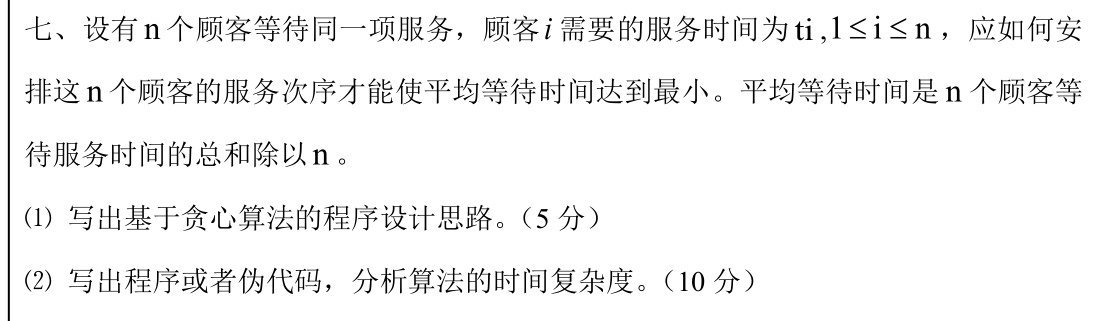 七、设有 n 个顾客等待同一项服务，顾客 i 需要的服务时间为 ti ,1 ≤ i ≤ n ，应如何安
排这 n 个顾客的服务次序才能使平均等待时间达到最小。平均等待时间是 n 个顾客等
待服务时间的总和除以 n 。
⑴ 写出基于贪心算法的程序设计思路。（5 分）
⑵ 写出程序或者伪代码，分析算法的时间复杂度。（10 分）